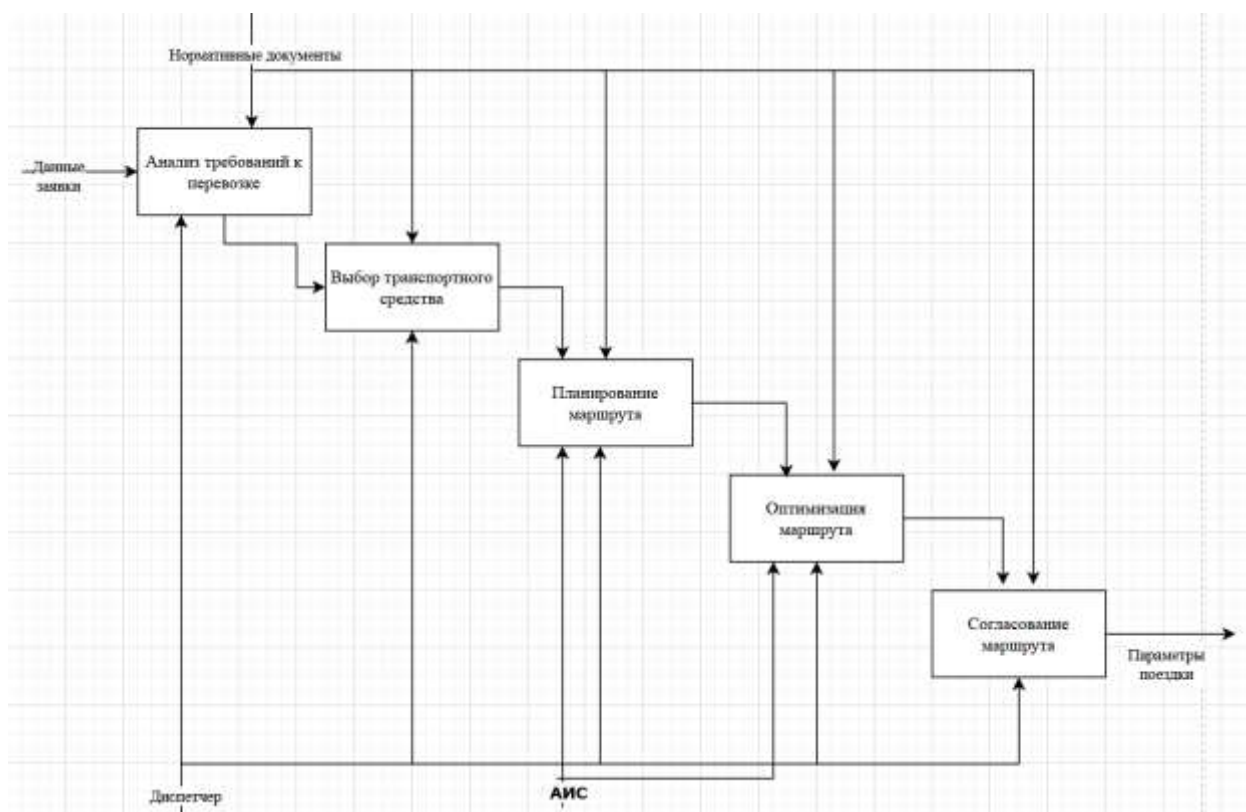 Нормативные документы
Анализ требований к
перевозке
Данные
заявки
Выбор транспортного
средства
Планирование
маршрута
Оптимизация
маршрута
Согласование
маршрута
Параметры
поездки
Диспетчер
АИС